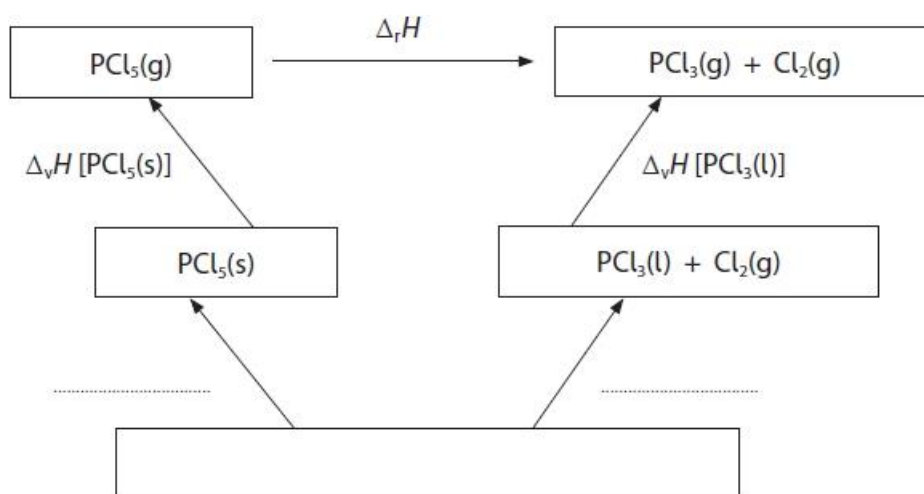 ΔᵣH
PCl₅(g)
PCl₃(g) + Cl₂(g)
ΔᵥH [PCl₅(s)]
ΔᵥH [PCl₃(l)]
PCl₅(s)
PCl₃(l) + Cl₂(g)